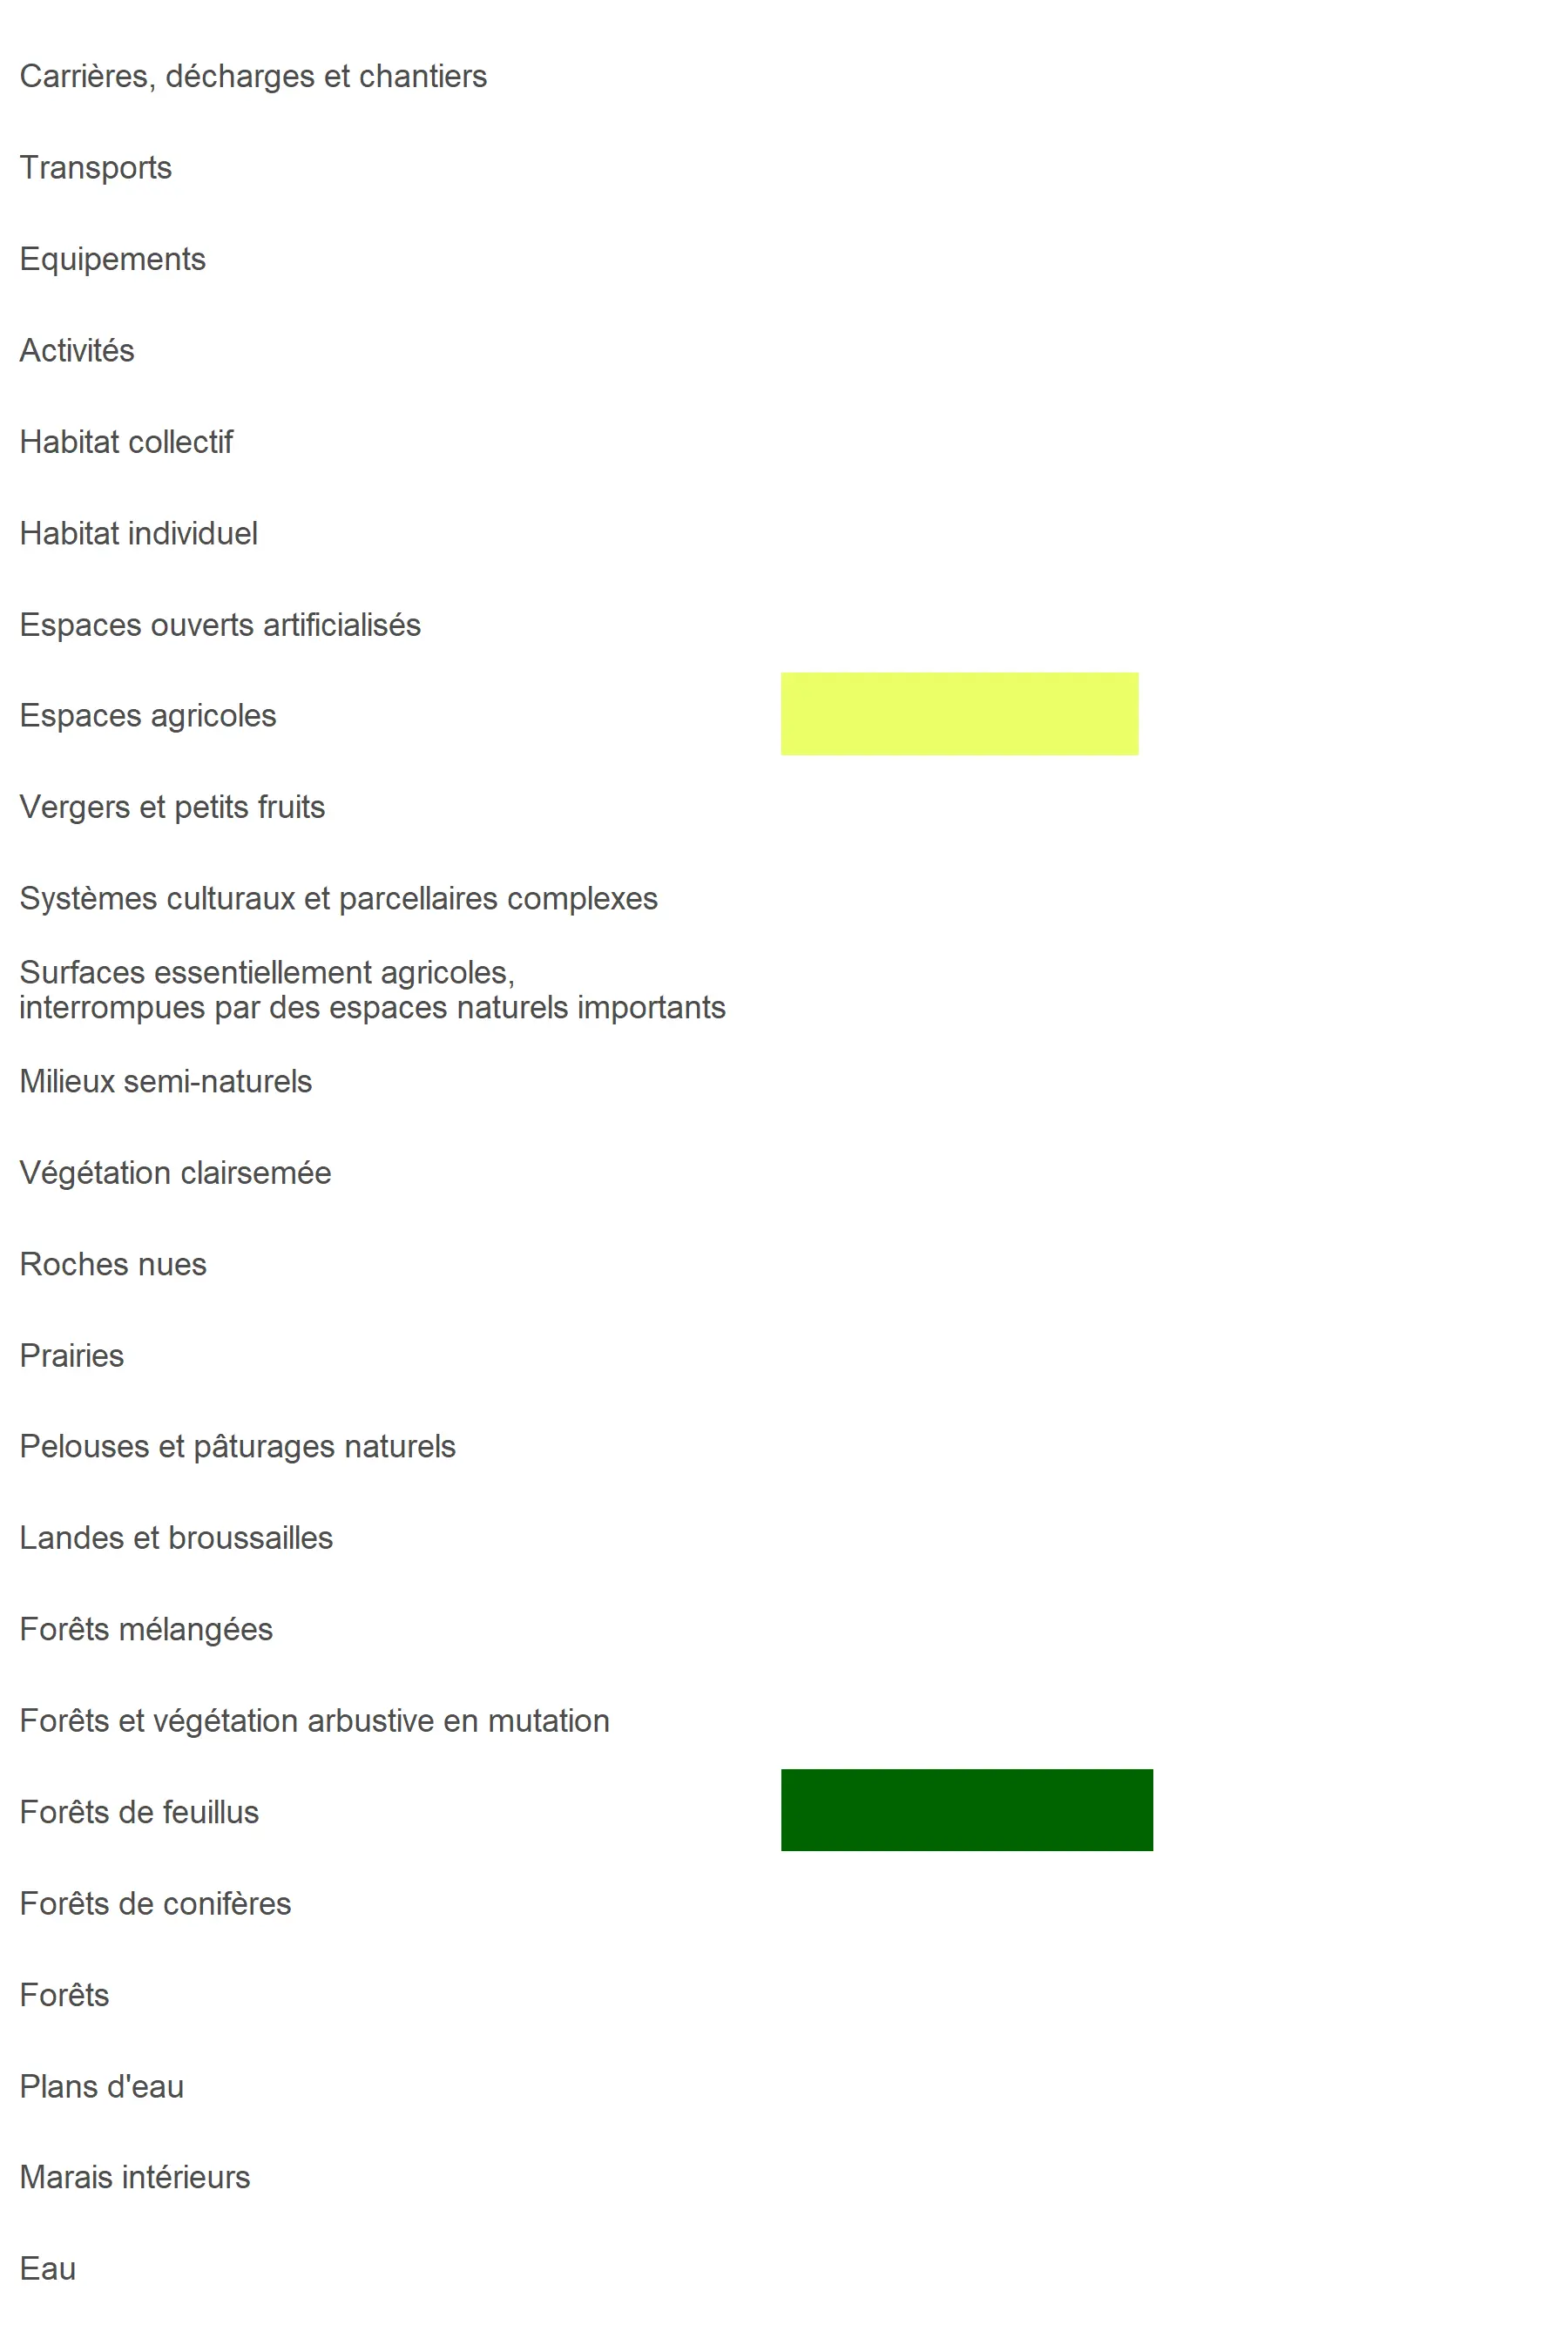 Carrières, décharges et chantiers
Transports
Equipements
Activités
Habitat collectif
Habitat individuel
Espaces ouverts artificialisés
Espaces agricoles
Vergers et petits fruits
Systèmes culturaux et parcellaires complexes
Surfaces essentiellement agricoles,
interrompues par des espaces naturels importants
Milieux semi-naturels
Végétation clairsemée
Roches nues
Prairies
Pelouses et pâturages naturels
Landes et broussailles
Forêts mélangées
Forêts et végétation arbustive en mutation
Forêts de feuillus
Forêts de conifères
Forêts
Plans d'eau
Marais intérieurs
Eau